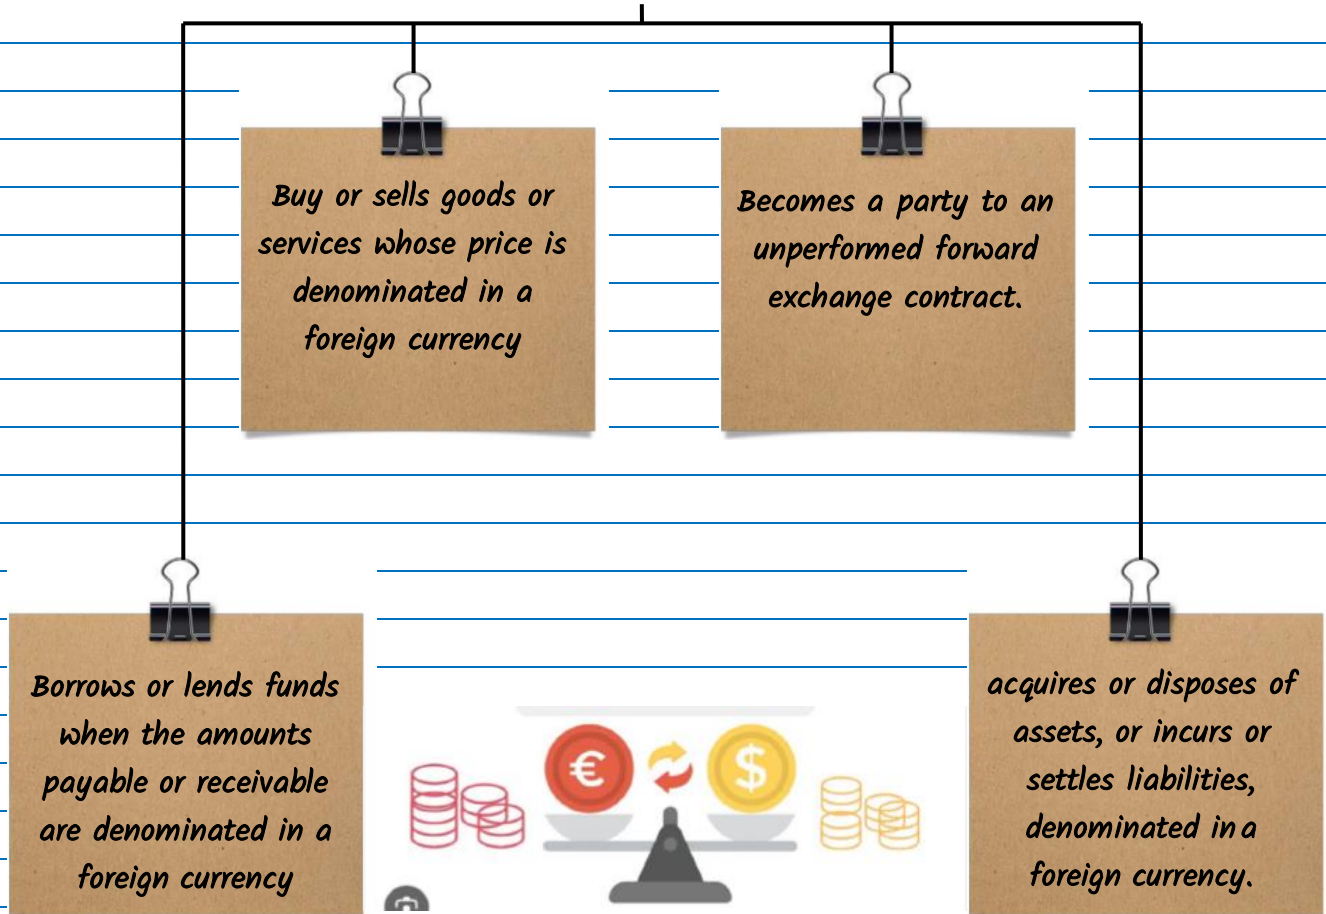 Buy or sells goods or
services whose price is
denominated in a
foreign currency
Becomes a party to an
unperformed forward
exchange contract.
Borrows or lends funds
when the amounts
payable or receivable
are denominated in a
foreign currency
€
$
acquires or disposes of
assets, or incurs or
settles liabilities,
denominated in a
foreign currency.